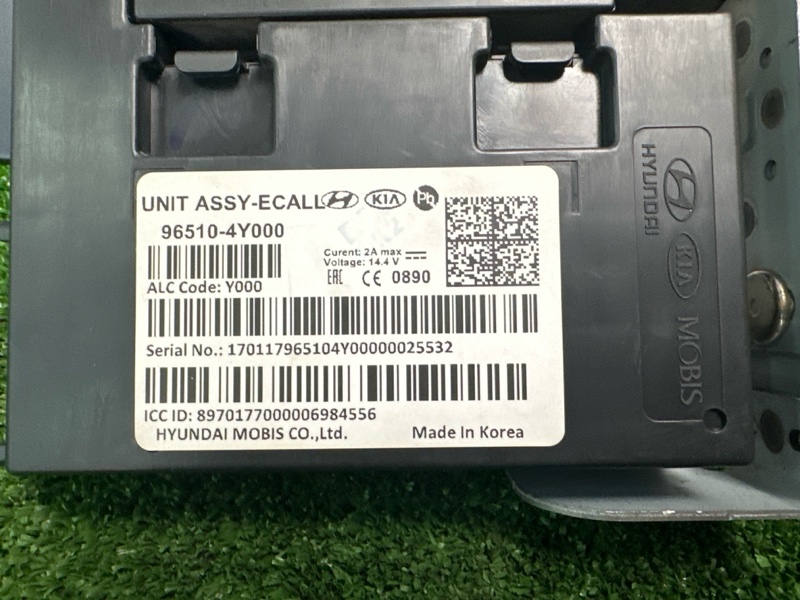 UNIT ASSY-ECALL KIA Pb
96510-4Y000
Curent: 2A max
Voltage: 14.4 V
EAC CE 0890
ALC Code: Y000
Serial No.: 170117965104Y00000025532
ICC ID: 8970177000006984556
HYUNDAI MOBIS CO.,Ltd. Made In Korea
HYUNDAI KIA MOBIS